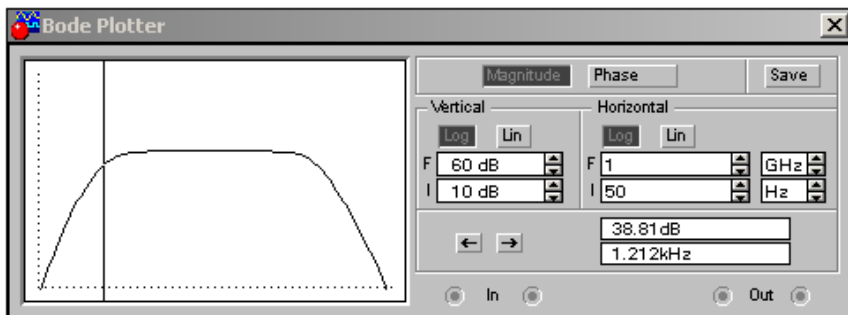 Bode Plotter
Magnitude Phase Save
Vertical Horizontal
Log Lin Log Lin
F 60 dB F 1 GHz
I 10 dB I 50 Hz
38.81dB
1.212kHz
In Out